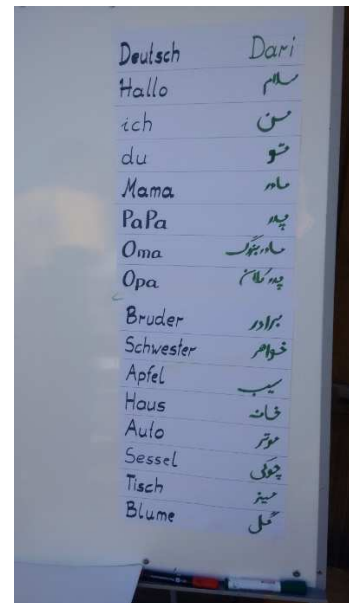 Deutsch Dari
Hallo سلام
ich من
du تو
Mama مادر
PaPa پدر
Oma مادربزرگ
Opa پدرکلان
Bruder برادر
Schwester خواهر
Apfel سیب
Haus خانه
Auto موتر
Sessel چوکی
Tisch میز
Blume گل